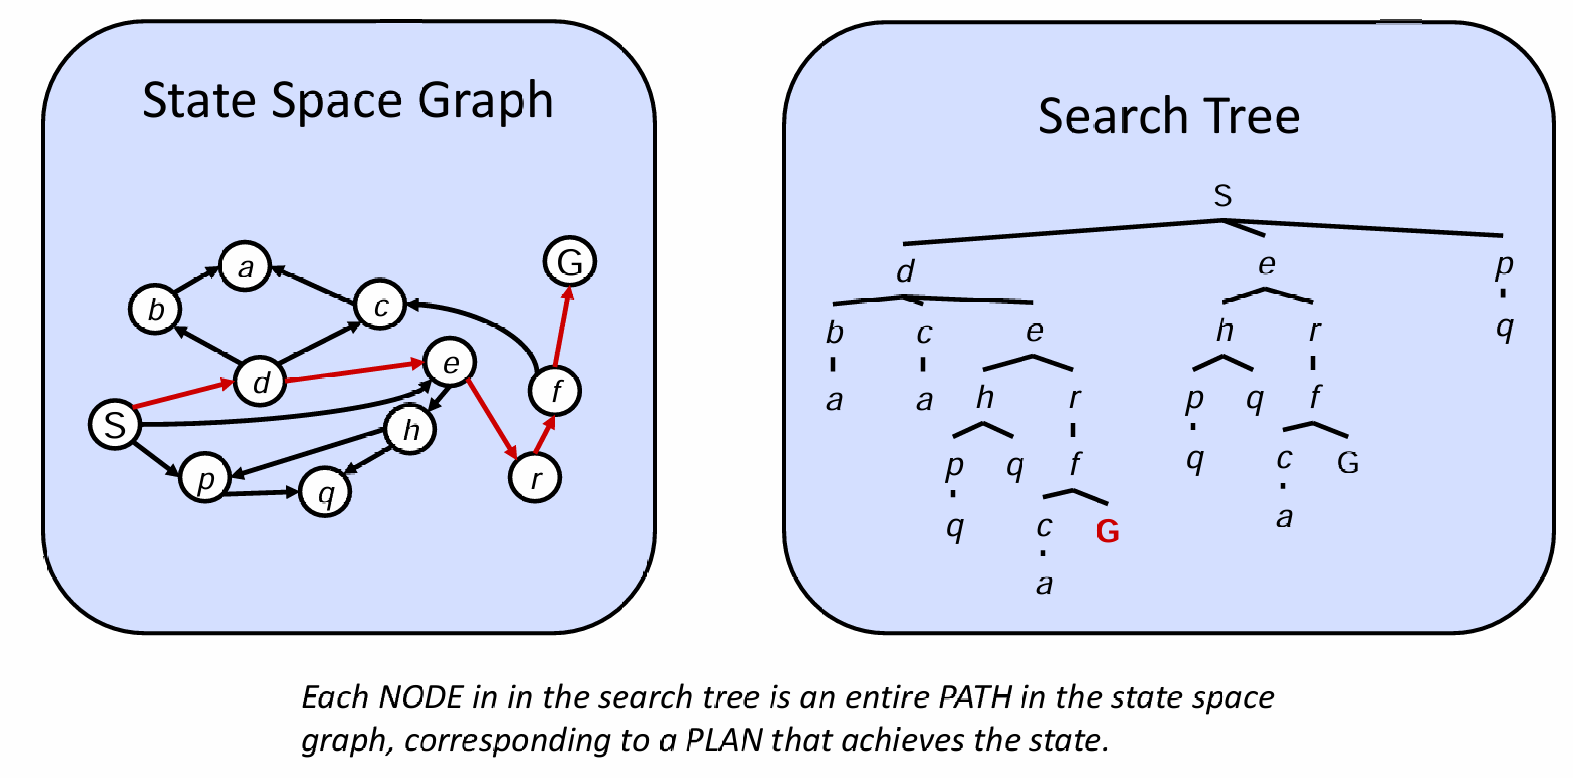 State Space Graph
a
G
b
c
e
d
f
S
h
p
q
r
Search Tree
S
d e p
b c e h r q
a a h r p q f
p q f q c G
q c G a
a
Each NODE in in the search tree is an entire PATH in the state space
graph, corresponding to a PLAN that achieves the state.